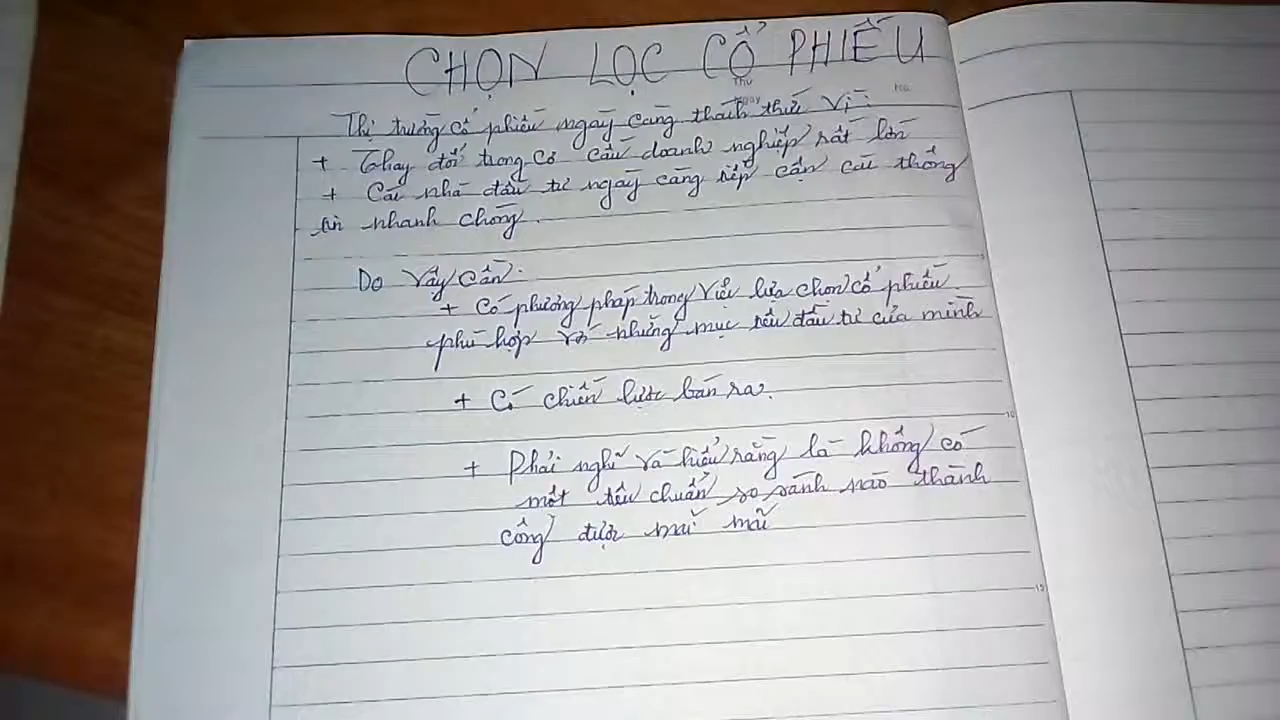 CHỌN LỌC CỔ PHIẾU
Thứ
Ngày
Thị trường cổ phiếu ngày càng thách thức vì:
+ Thay đổi trong cơ cấu doanh nghiệp rất lớn
+ Các nhà đầu tư ngày càng tiếp cận các thông
tin nhanh chóng.
Do vậy cần:
+ Có phương pháp trong việc lựa chọn cổ phiếu
phù hợp với những mục tiêu đầu tư của mình
+ Có chiến lược bán ra.
+ Phải nghĩ và hiểu rằng là không có
một tiêu chuẩn so sánh nào thành
công được mãi mãi
10
15